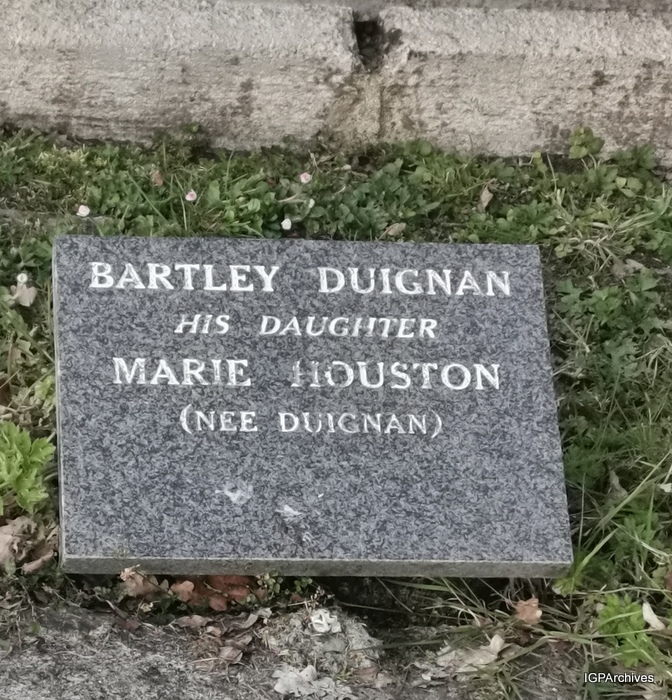 BARTLEY DUIGNAN
HIS DAUGHTER
MARIE HOUSTON
(NEE DUIGNAN)
IGPArchives